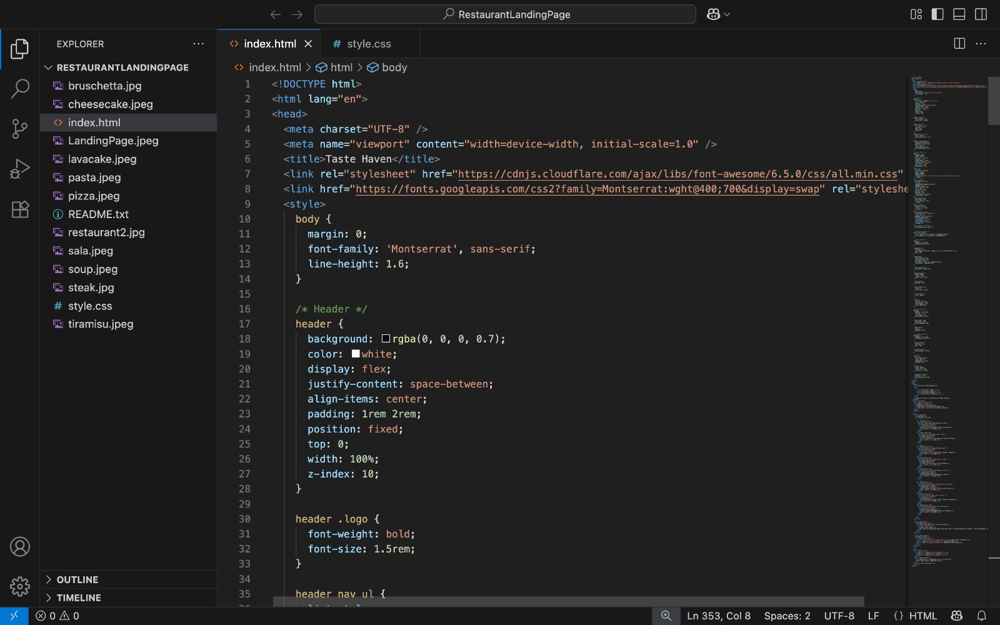 RestaurantLandingPage
EXPLORER
RESTAURANTLANDINGPAGE
bruschetta.jpg
cheesecake.jpeg
index.html
LandingPage.jpeg
lavacake.jpeg
pasta.jpeg
pizza.jpeg
README.txt
restaurant2.jpg
sala.jpeg
soup.jpeg
steak.jpg
style.css
tiramisu.jpeg
OUTLINE
TIMELINE
index.html
style.css
index.html > html > body
1 <!DOCTYPE html>
2 <html lang="en">
3 <head>
4 <meta charset="UTF-8" />
5 <meta name="viewport" content="width=device-width, initial-scale=1.0" />
6 <title>Taste Haven</title>
7 <link rel="stylesheet" href="https://cdnjs.cloudflare.com/ajax/libs/font-awesome/6.5.0/css/all.min.css"
8 <link href="https://fonts.googleapis.com/css2?family=Montserrat:wght@400;700&display=swap" rel="styleshe
9 <style>
10 body {
11 margin: 0;
12 font-family: 'Montserrat', sans-serif;
13 line-height: 1.6;
14 }
15
16 /* Header */
17 header {
18 background: rgba(0, 0, 0, 0.7);
19 color: white;
20 display: flex;
21 justify-content: space-between;
22 align-items: center;
23 padding: 1rem 2rem;
24 position: fixed;
25 top: 0;
26 width: 100%;
27 z-index: 10;
28 }
29
30 header .logo {
31 font-weight: bold;
32 font-size: 1.5rem;
33 }
34
35 header nav ul {
0 0
Ln 353, Col 8
Spaces: 2
UTF-8
LF
{} HTML